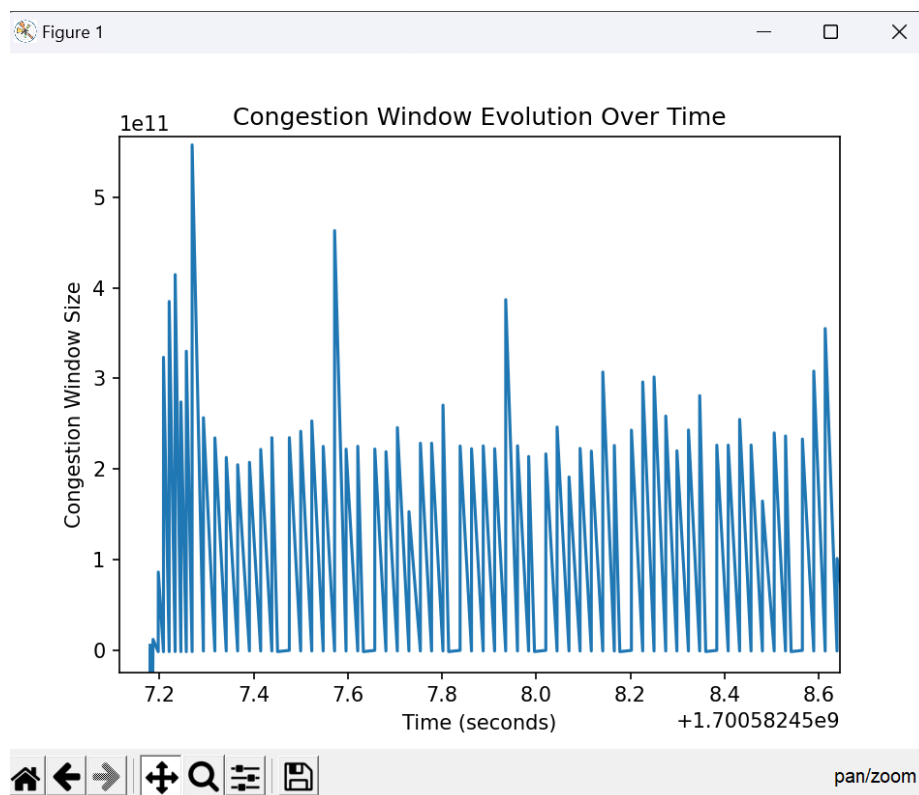 Figure 1
Congestion Window Evolution Over Time
1e11
5
4
3
2
1
0
Congestion Window Size
7.2 7.4 7.6 7.8 8.0 8.2 8.4 8.6
Time (seconds)
+1.70058245e9
pan/zoom